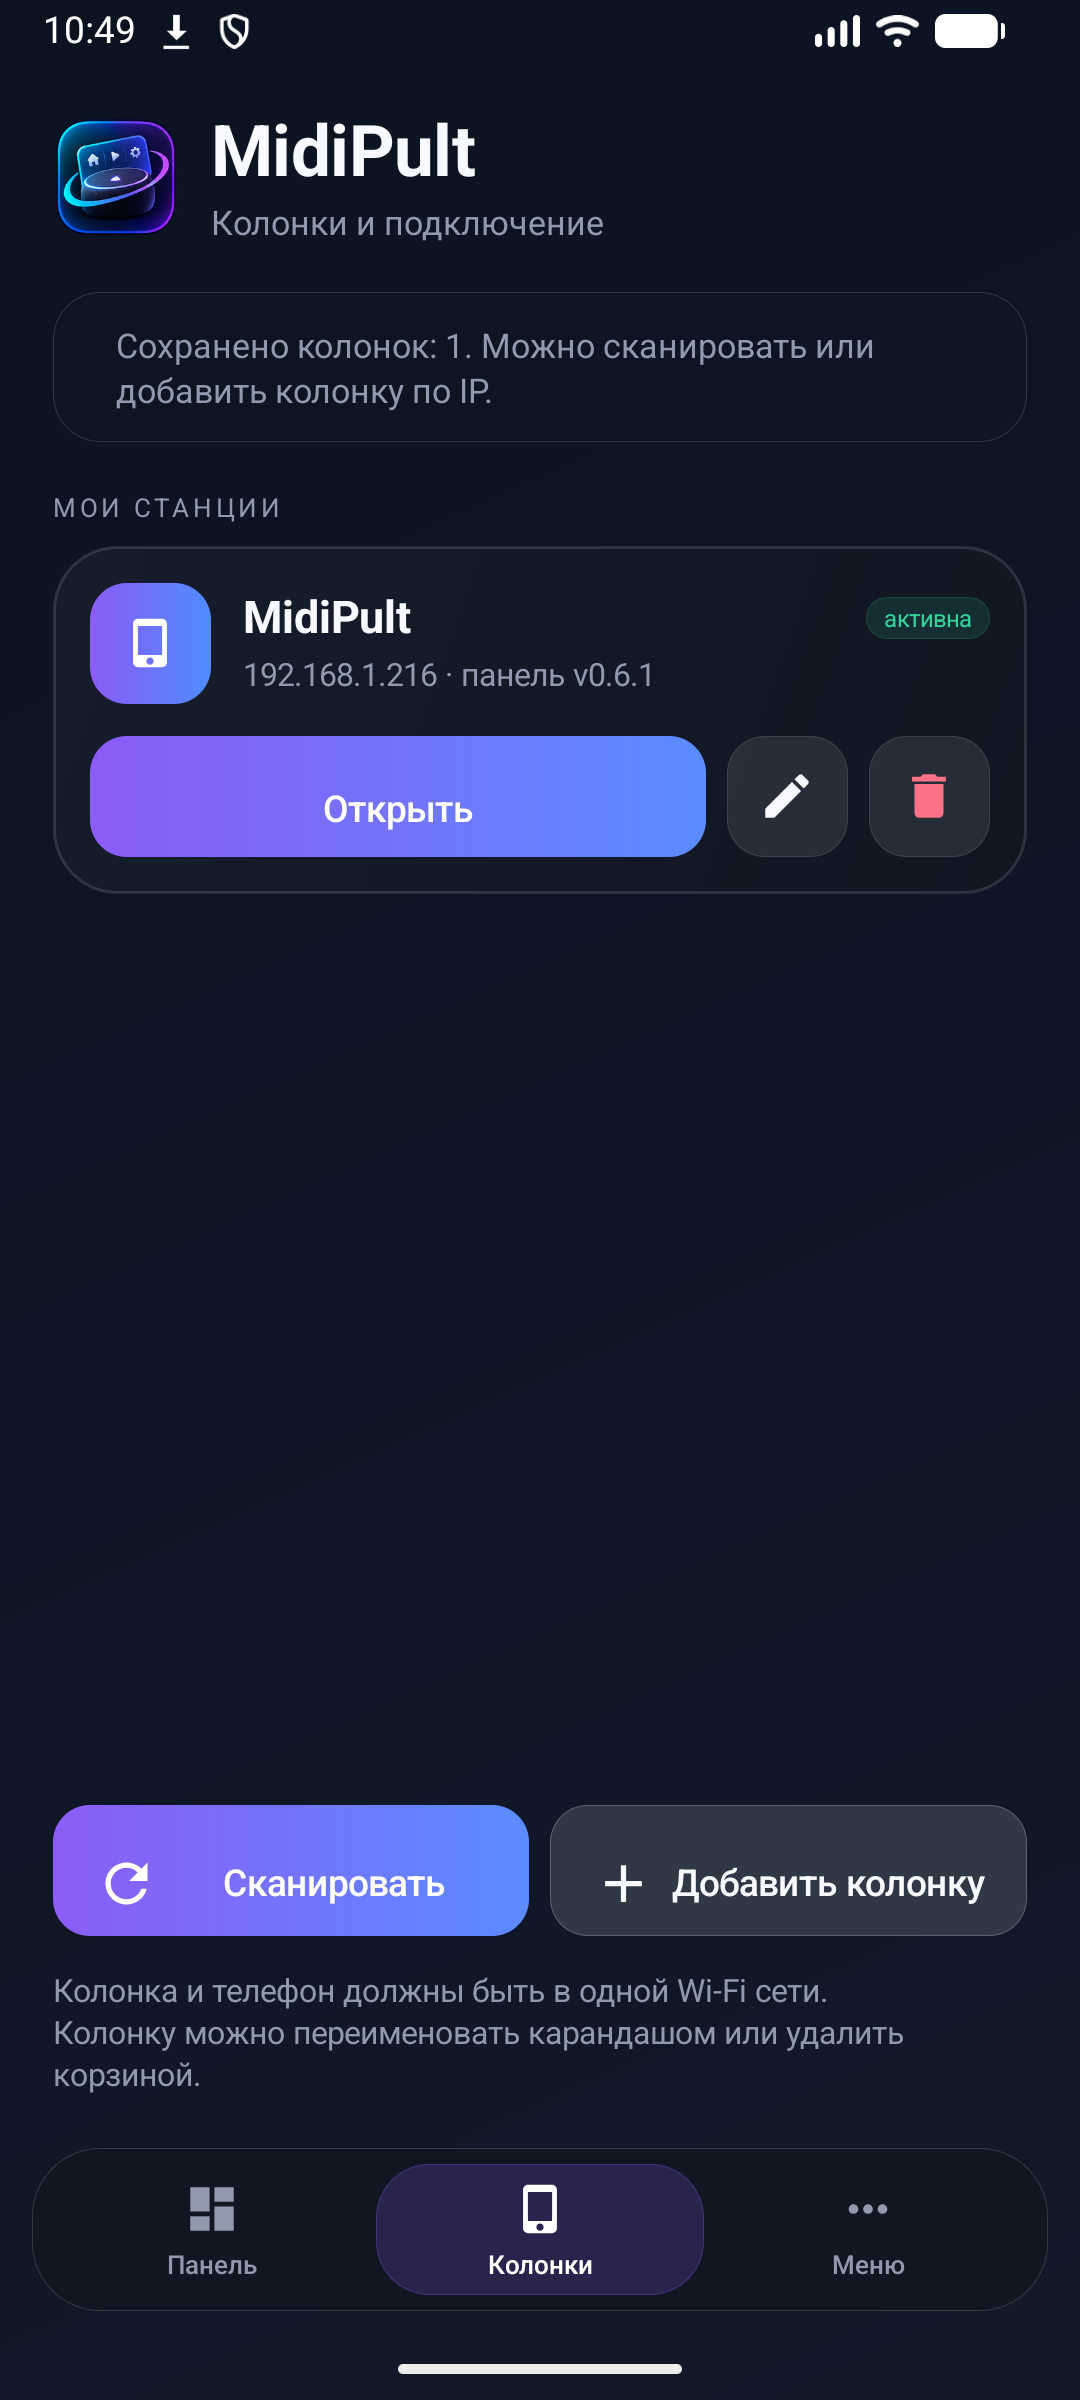 10:49
MidiPult
Колонки и подключение
Сохранено колонок: 1. Можно сканировать или
добавить колонку по IP.
МОИ СТАНЦИИ
MidiPult
активна
192.168.1.216 · панель v0.6.1
Открыть
Сканировать
Добавить колонку
Колонка и телефон должны быть в одной Wi-Fi сети.
Колонку можно переименовать карандашом или удалить
корзиной.
Панель
Колонки
Меню